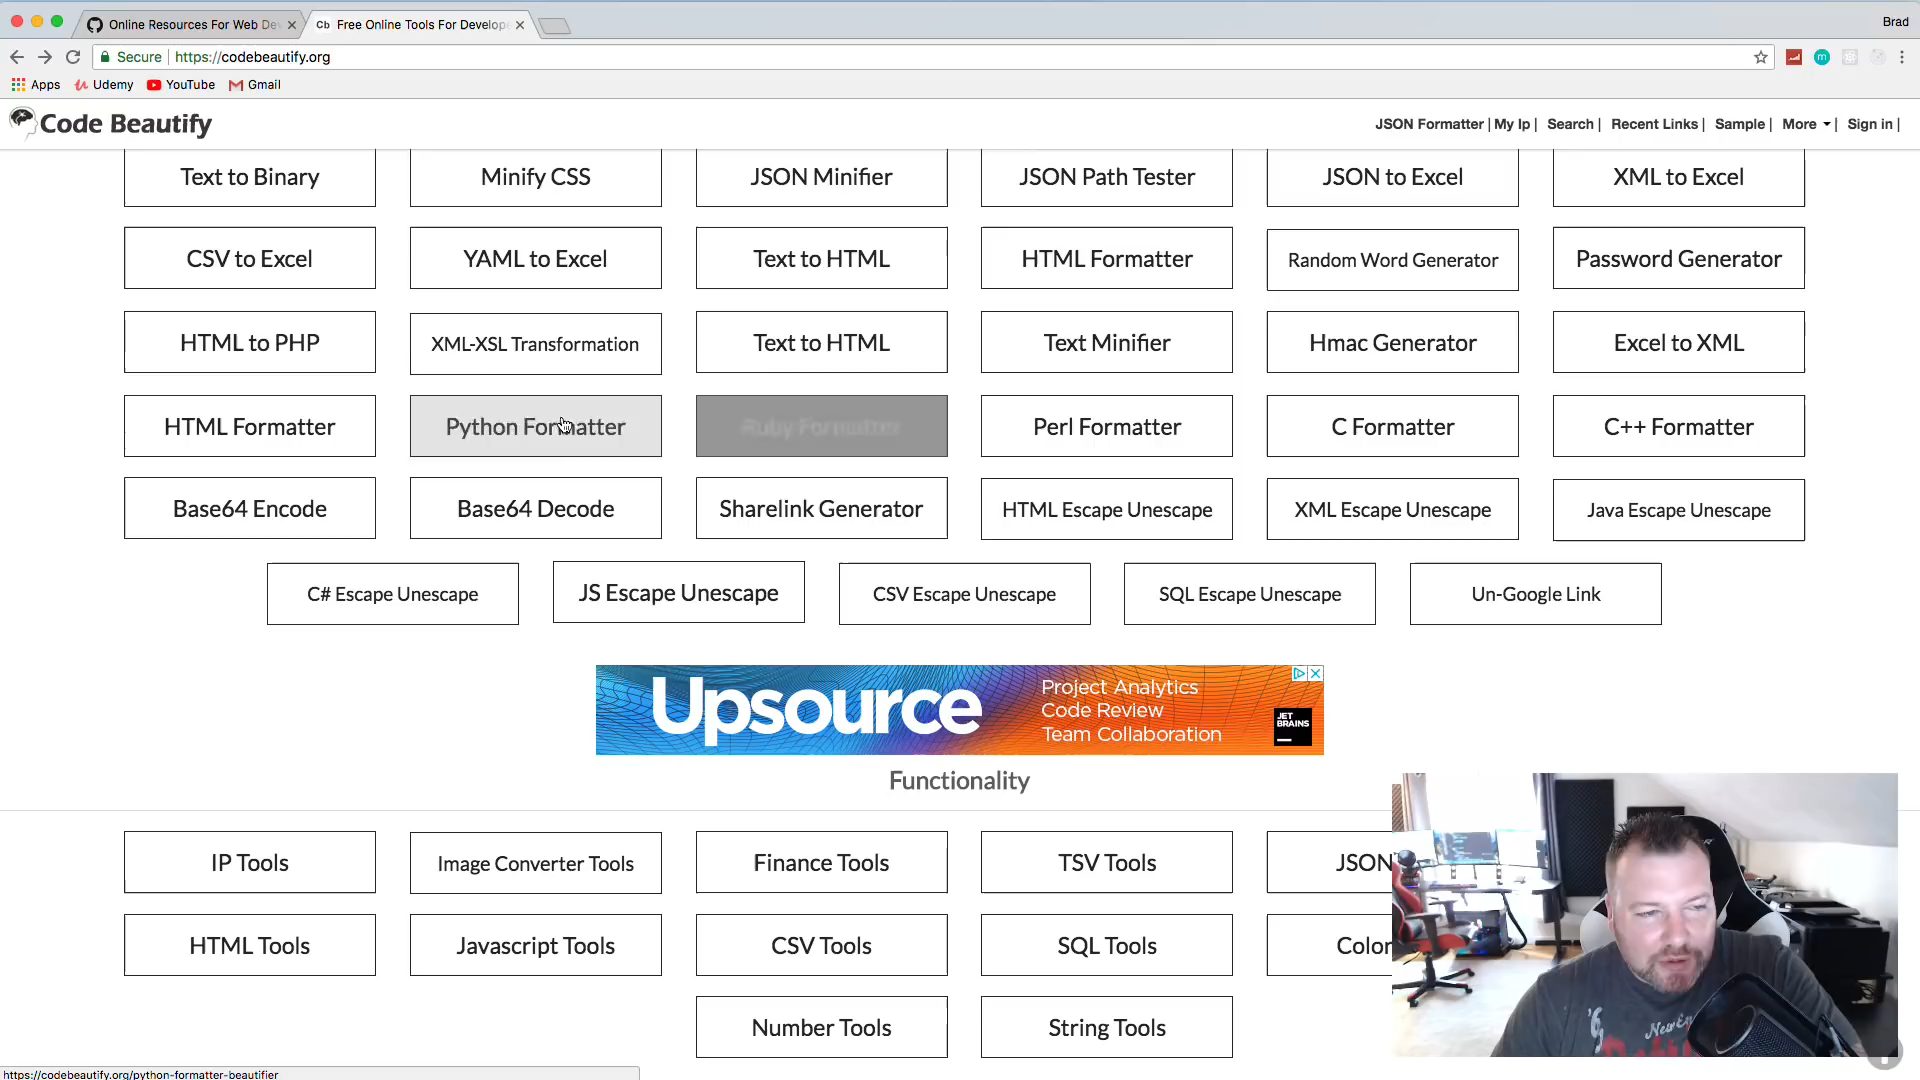 Online Resources For Web De
Cb Free Online Tools For Develope
Brad
Secure https://codebeautify.org
Apps Udemy YouTube Gmail
Code Beautify
JSON Formatter | My Ip | Search | Recent Links | Sample | More | Sign in |
Text to Binary Minify CSS JSON Minifier JSON Path Tester JSON to Excel XML to Excel
CSV to Excel YAML to Excel Text to HTML HTML Formatter Random Word Generator Password Generator
HTML to PHP XML-XSL Transformation Text to HTML Text Minifier Hmac Generator Excel to XML
HTML Formatter Python Formatter Ruby Formatter Perl Formatter C Formatter C++ Formatter
Base64 Encode Base64 Decode Sharelink Generator HTML Escape Unescape XML Escape Unescape Java Escape Unescape
C# Escape Unescape JS Escape Unescape CSV Escape Unescape SQL Escape Unescape Un-Google Link
Upsource
Project Analytics
Code Review
Team Collaboration
JET
BRAINS
Functionality
IP Tools Image Converter Tools Finance Tools TSV Tools JSON
HTML Tools Javascript Tools CSV Tools SQL Tools Color
Number Tools String Tools
New En
https://codebeautify.org/python-formatter-beautifier